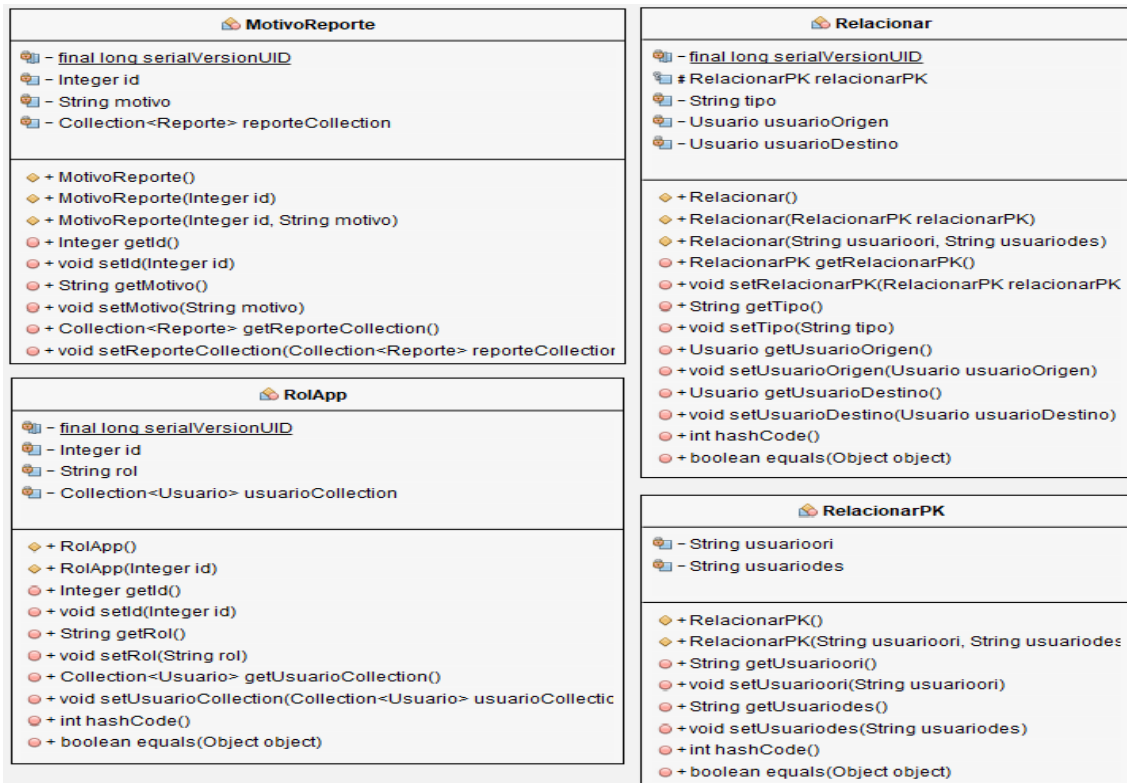 MotivoReporte
- final long serialVersionUID
- Integer id
- String motivo
- Collection<Reporte> reporteCollection
+ MotivoReporte()
+ MotivoReporte(Integer id)
+ MotivoReporte(Integer id, String motivo)
+ Integer getId()
+ void setId(Integer id)
+ String getMotivo()
+ void setMotivo(String motivo)
+ Collection<Reporte> getReporteCollection()
+ void setReporteCollection(Collection<Reporte> reporteCollection
RolApp
- final long serialVersionUID
- Integer id
- String rol
- Collection<Usuario> usuarioCollection
+ RolApp()
+ RolApp(Integer id)
+ Integer getId()
+ void setId(Integer id)
+ String getRol()
+ void setRol(String rol)
+ Collection<Usuario> getUsuarioCollection()
+ void setUsuarioCollection(Collection<Usuario> usuarioCollectic
+ int hashCode()
+ boolean equals(Object object)
Relacionar
- final long serialVersionUID
# RelacionarPK relacionarPK
- String tipo
- Usuario usuarioOrigen
- Usuario usuarioDestino
+ Relacionar()
+ Relacionar(RelacionarPK relacionarPK)
+ Relacionar(String usuarioori, String usuariodes)
+ RelacionarPK getRelacionarPK()
+ void setRelacionarPK(RelacionarPK relacionarPK
+ String getTipo()
+ void setTipo(String tipo)
+ Usuario getUsuarioOrigen()
+ void setUsuarioOrigen(Usuario usuarioOrigen)
+ Usuario getUsuarioDestino()
+ void setUsuarioDestino(Usuario usuarioDestino)
+ int hashCode()
+ boolean equals(Object object)
RelacionarPK
- String usuarioori
- String usuariodes
+ RelacionarPK()
+ RelacionarPK(String usuarioori, String usuariodes
+ String getUsuarioori()
+ void setUsuarioori(String usuarioori)
+ String getUsuariodes()
+ void setUsuariodes(String usuariodes)
+ int hashCode()
+ boolean equals(Object object)